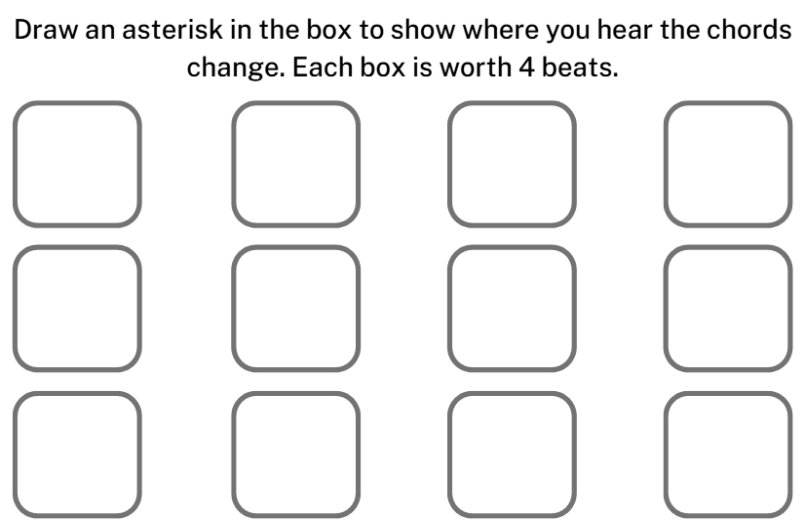 Draw an asterisk in the box to show where you hear the chords
change. Each box is worth 4 beats.